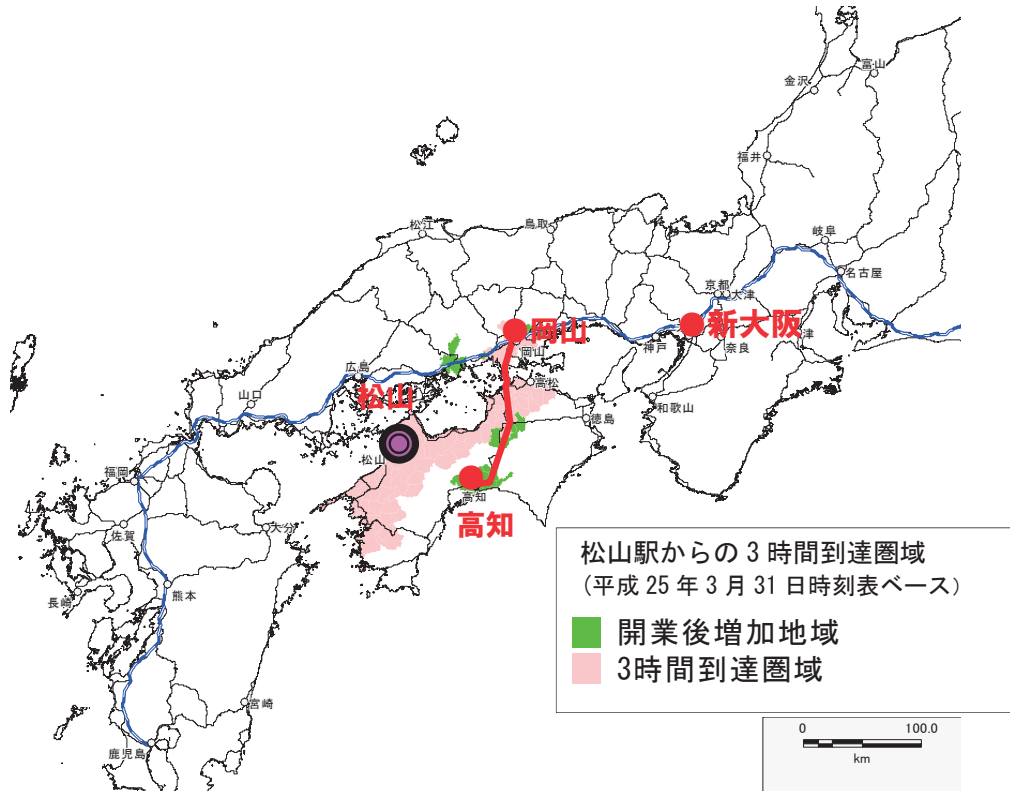 富山
金沢
福井
鳥取
松江
岐阜
名古屋
京都
大津
新大阪
岡山
岡山
神戸
奈良
津
広島
松山
高松
山口
徳島
和歌山
松山
福岡
高知
高知
大分
佐賀
長崎
熊本
宮崎
鹿児島
松山駅からの3時間到達圏域
(平成25年3月31日時刻表ベース)
開業後増加地域
3時間到達圏域
0 100.0
km